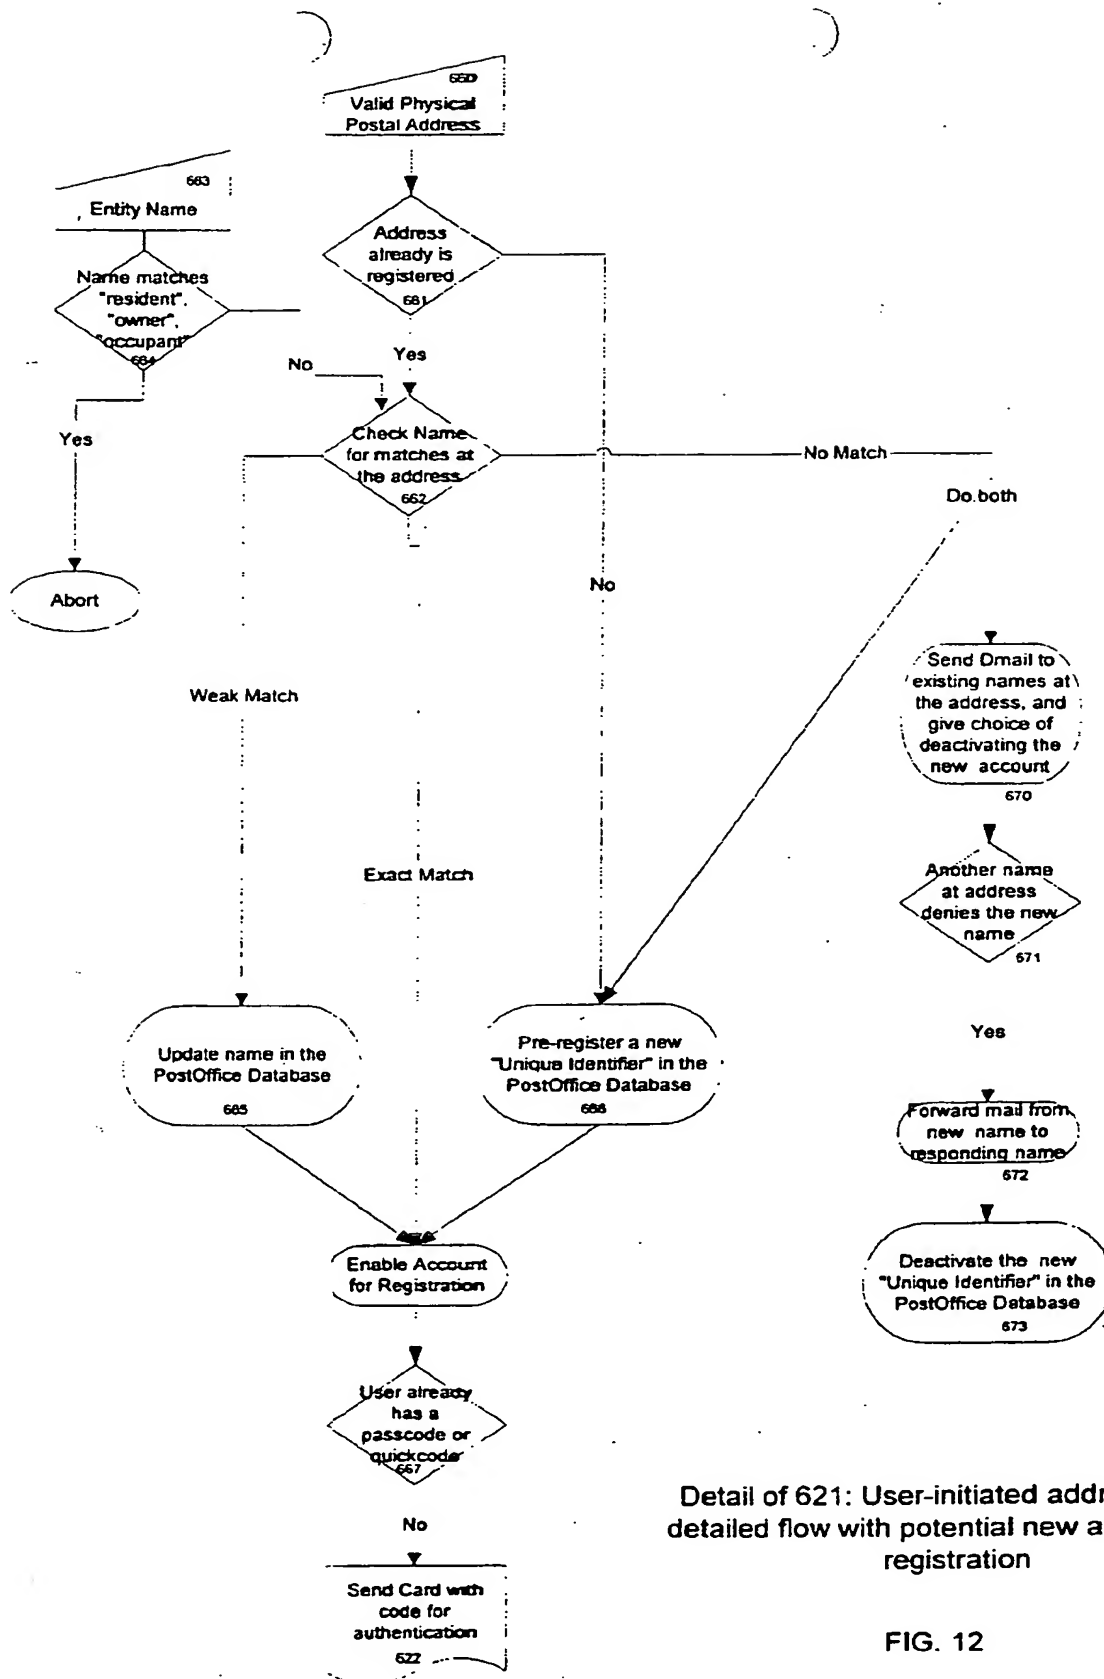 660
Valid Physical
Postal Address
663
Entity Name
Name matches
"resident",
"owner",
"occupant"
664
Address
already is
registered
661
No
Yes
Yes
Check Name
for matches at
the address
662
No Match
Do both
Abort
No
Weak Match
Send Dmail to
existing names at
the address, and
give choice of
deactivating the
new account
670
Exact Match
Another name
at address
denies the new
name
671
Yes
Update name in the
PostOffice Database
665
Pre-register a new
"Unique Identifier" in the
PostOffice Database
666
Forward mail from
new name to
responding name
672
Enable Account
for Registration
Deactivate the new
"Unique Identifier" in the
PostOffice Database
673
User already
has a
passcode or
quickcode
667
No
Send Card with
code for
authentication
622
Detail of 621: User-initiated
detailed flow with potential new
registration
FIG. 12